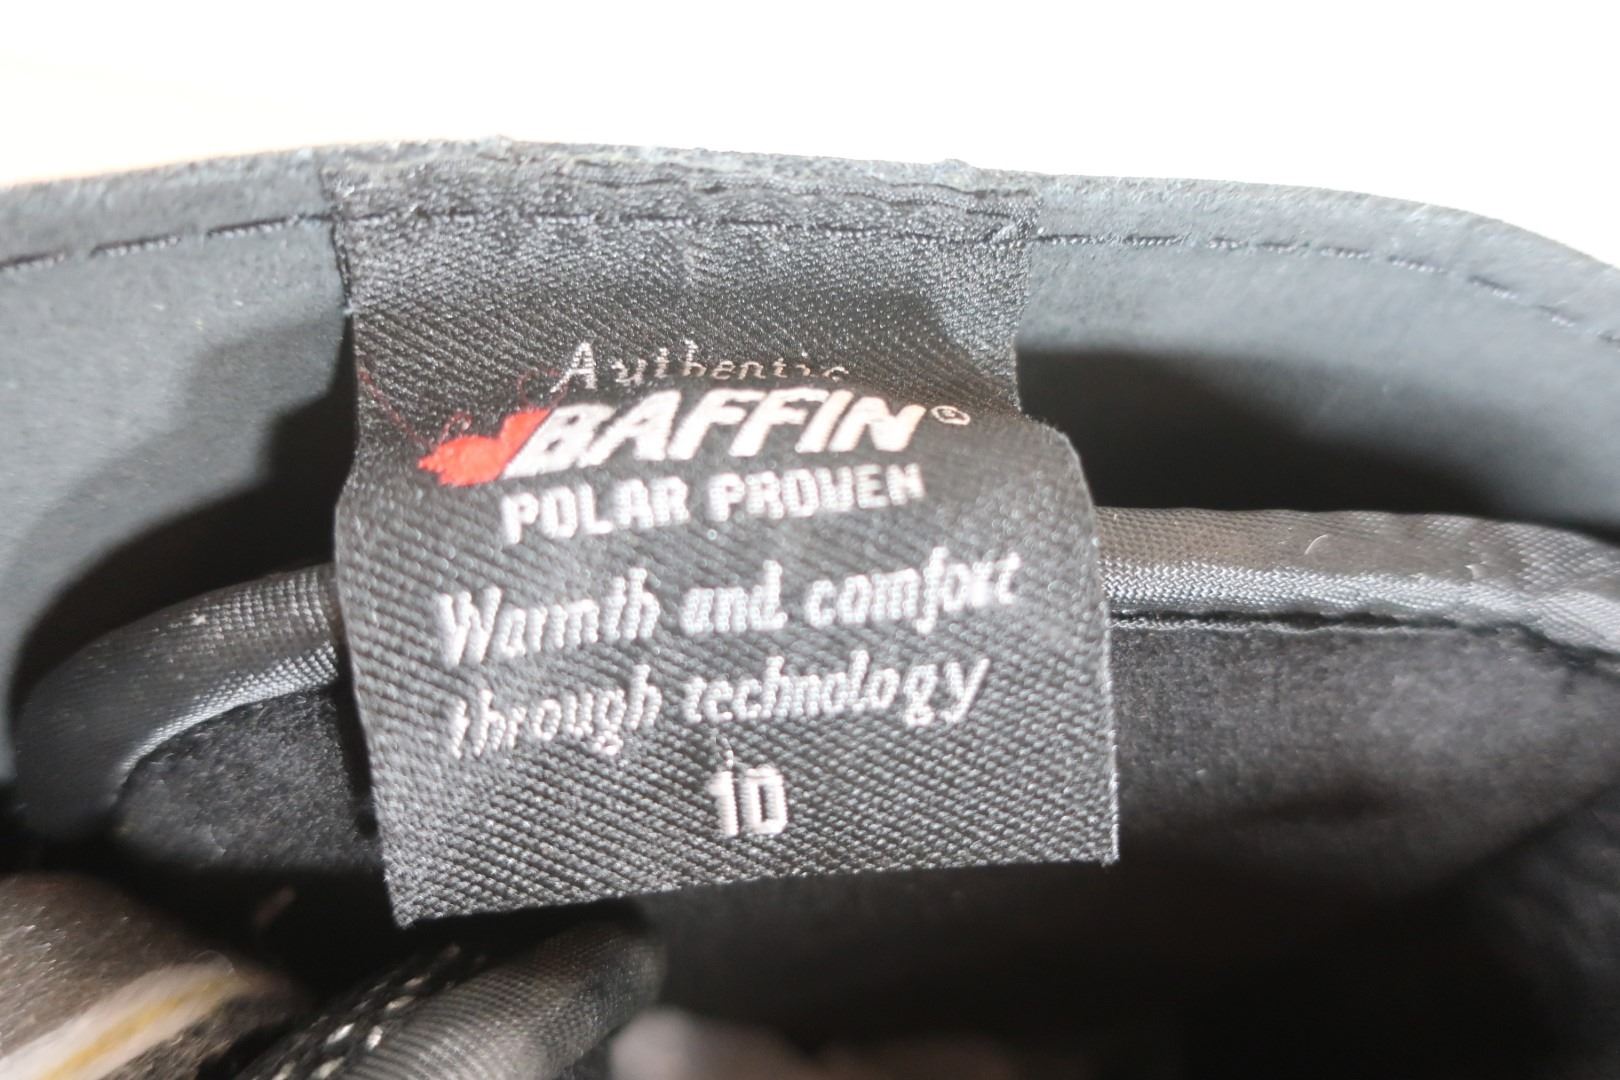 Authentic
BAFFIN®
POLAR PROVEN
Warmth and comfort
through technology
10